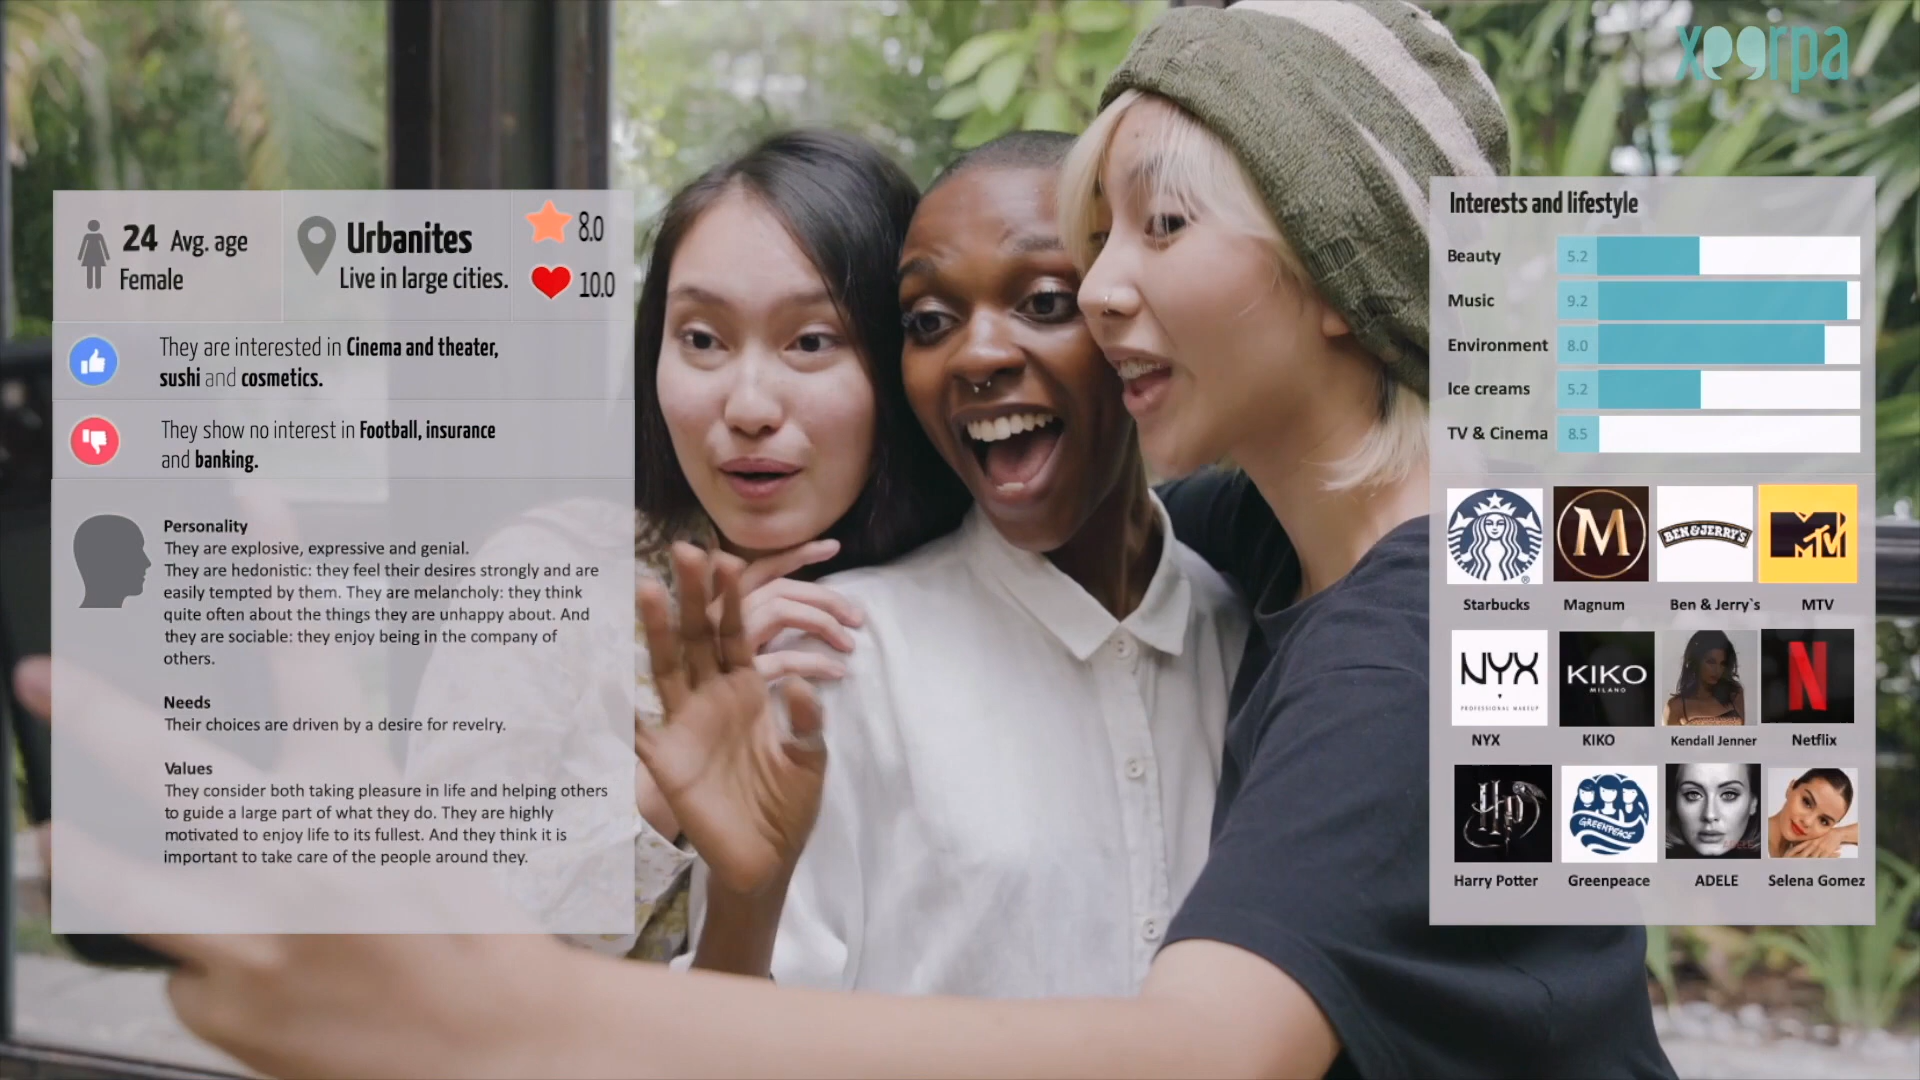 xeerpa
24 Avg. age
Female
Urbanites
Live in large cities.
8.0
10.0
They are interested in Cinema and theater,
sushi and cosmetics.
They show no interest in Football, insurance
and banking.
Personality
They are explosive, expressive and genial.
They are hedonistic: they feel their desires strongly and are
easily tempted by them. They are melancholy: they think
quite often about the things they are unhappy about. And
they are sociable: they enjoy being in the company of
others.
Needs
Their choices are driven by a desire for revelry.
Values
They consider both taking pleasure in life and helping others
to guide a large part of what they do. They are highly
motivated to enjoy life to its fullest. And they think it is
important to take care of the people around they.
Interests and lifestyle
Beauty 5.2
Music 9.2
Environment 8.0
Ice creams 5.2
TV & Cinema 8.5
M BEN & JERRY'S MTV
Starbucks Magnum Ben & Jerry`s MTV
NYX KIKO N
PROFESSIONAL MAKEUP MILANO
NYX KIKO Kendall Jenner Netflix
HP GREENPEACE ADELE
Harry Potter Greenpeace ADELE Selena Gomez